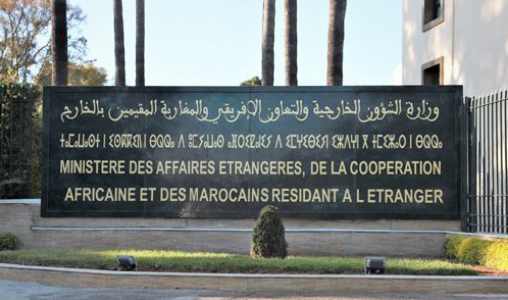 وزارة الشؤون الخارجية والتعاون الإفريقي والمغاربة المقيمين بالخارج
MINISTERE DES AFFAIRES ETRANGERES, DE LA COOPERATION
AFRICAINE ET DES MAROCAINS RESIDANT A L ETRANGER